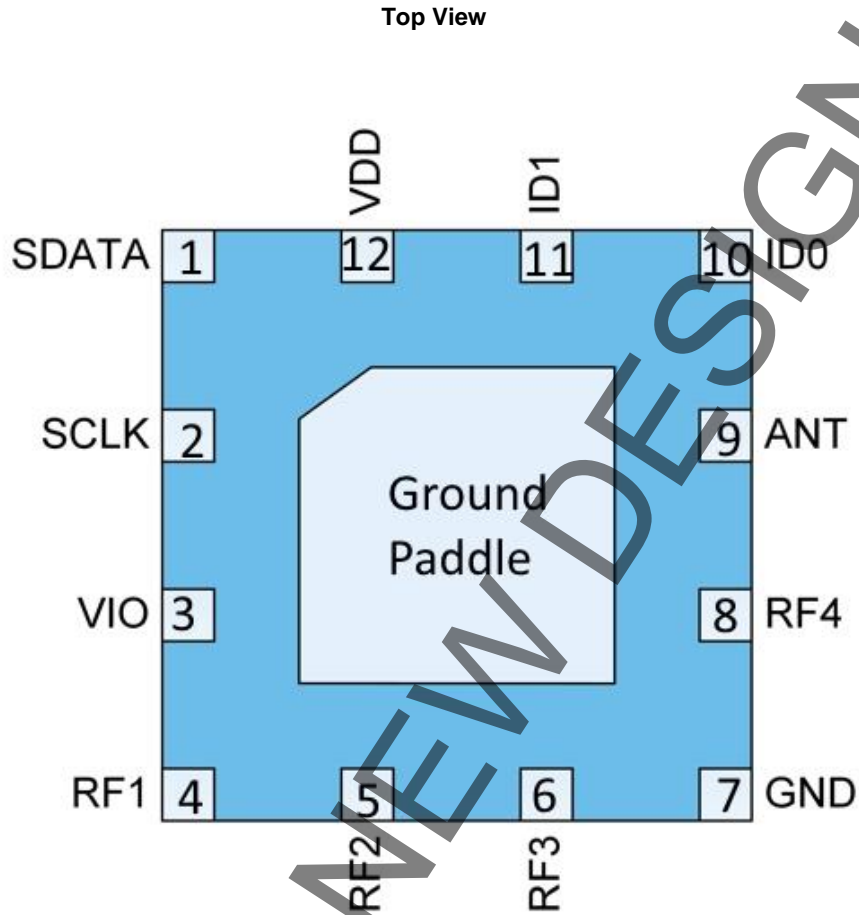 Top View
VDD
ID1
SDATA 1 12 11 10 ID0
SCLK 2 9 ANT
Ground
Paddle
VIO 3 8 RF4
RF1 4 5 6 7 GND
RF2
RF3
NEW DESIGN